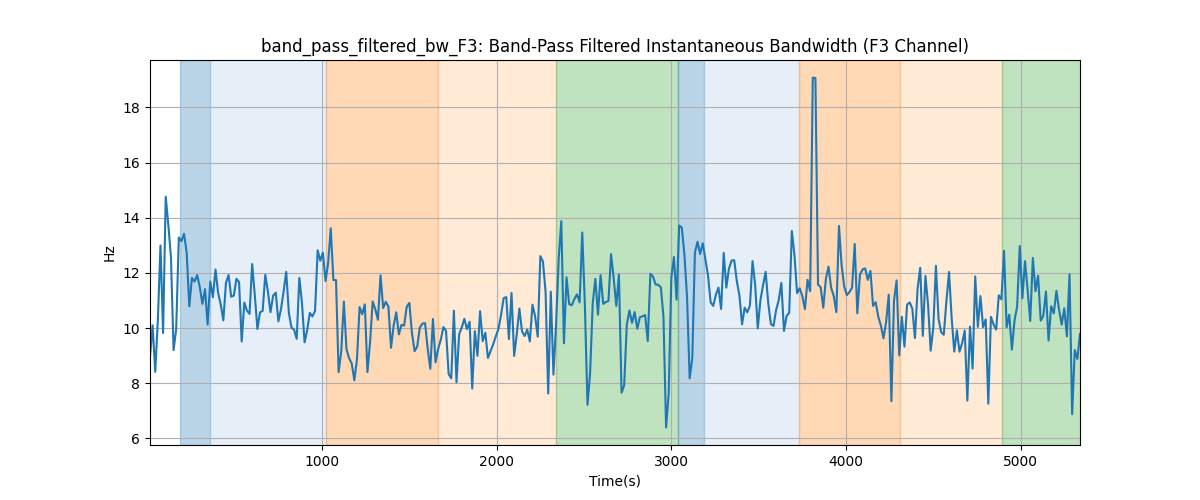 band_pass_filtered_bw_F3: Band-Pass Filtered Instantaneous Bandwidth (F3 Channel)
18
16
14
12
10
8
6
Hz
1000 2000 3000 4000 5000
Time(s)